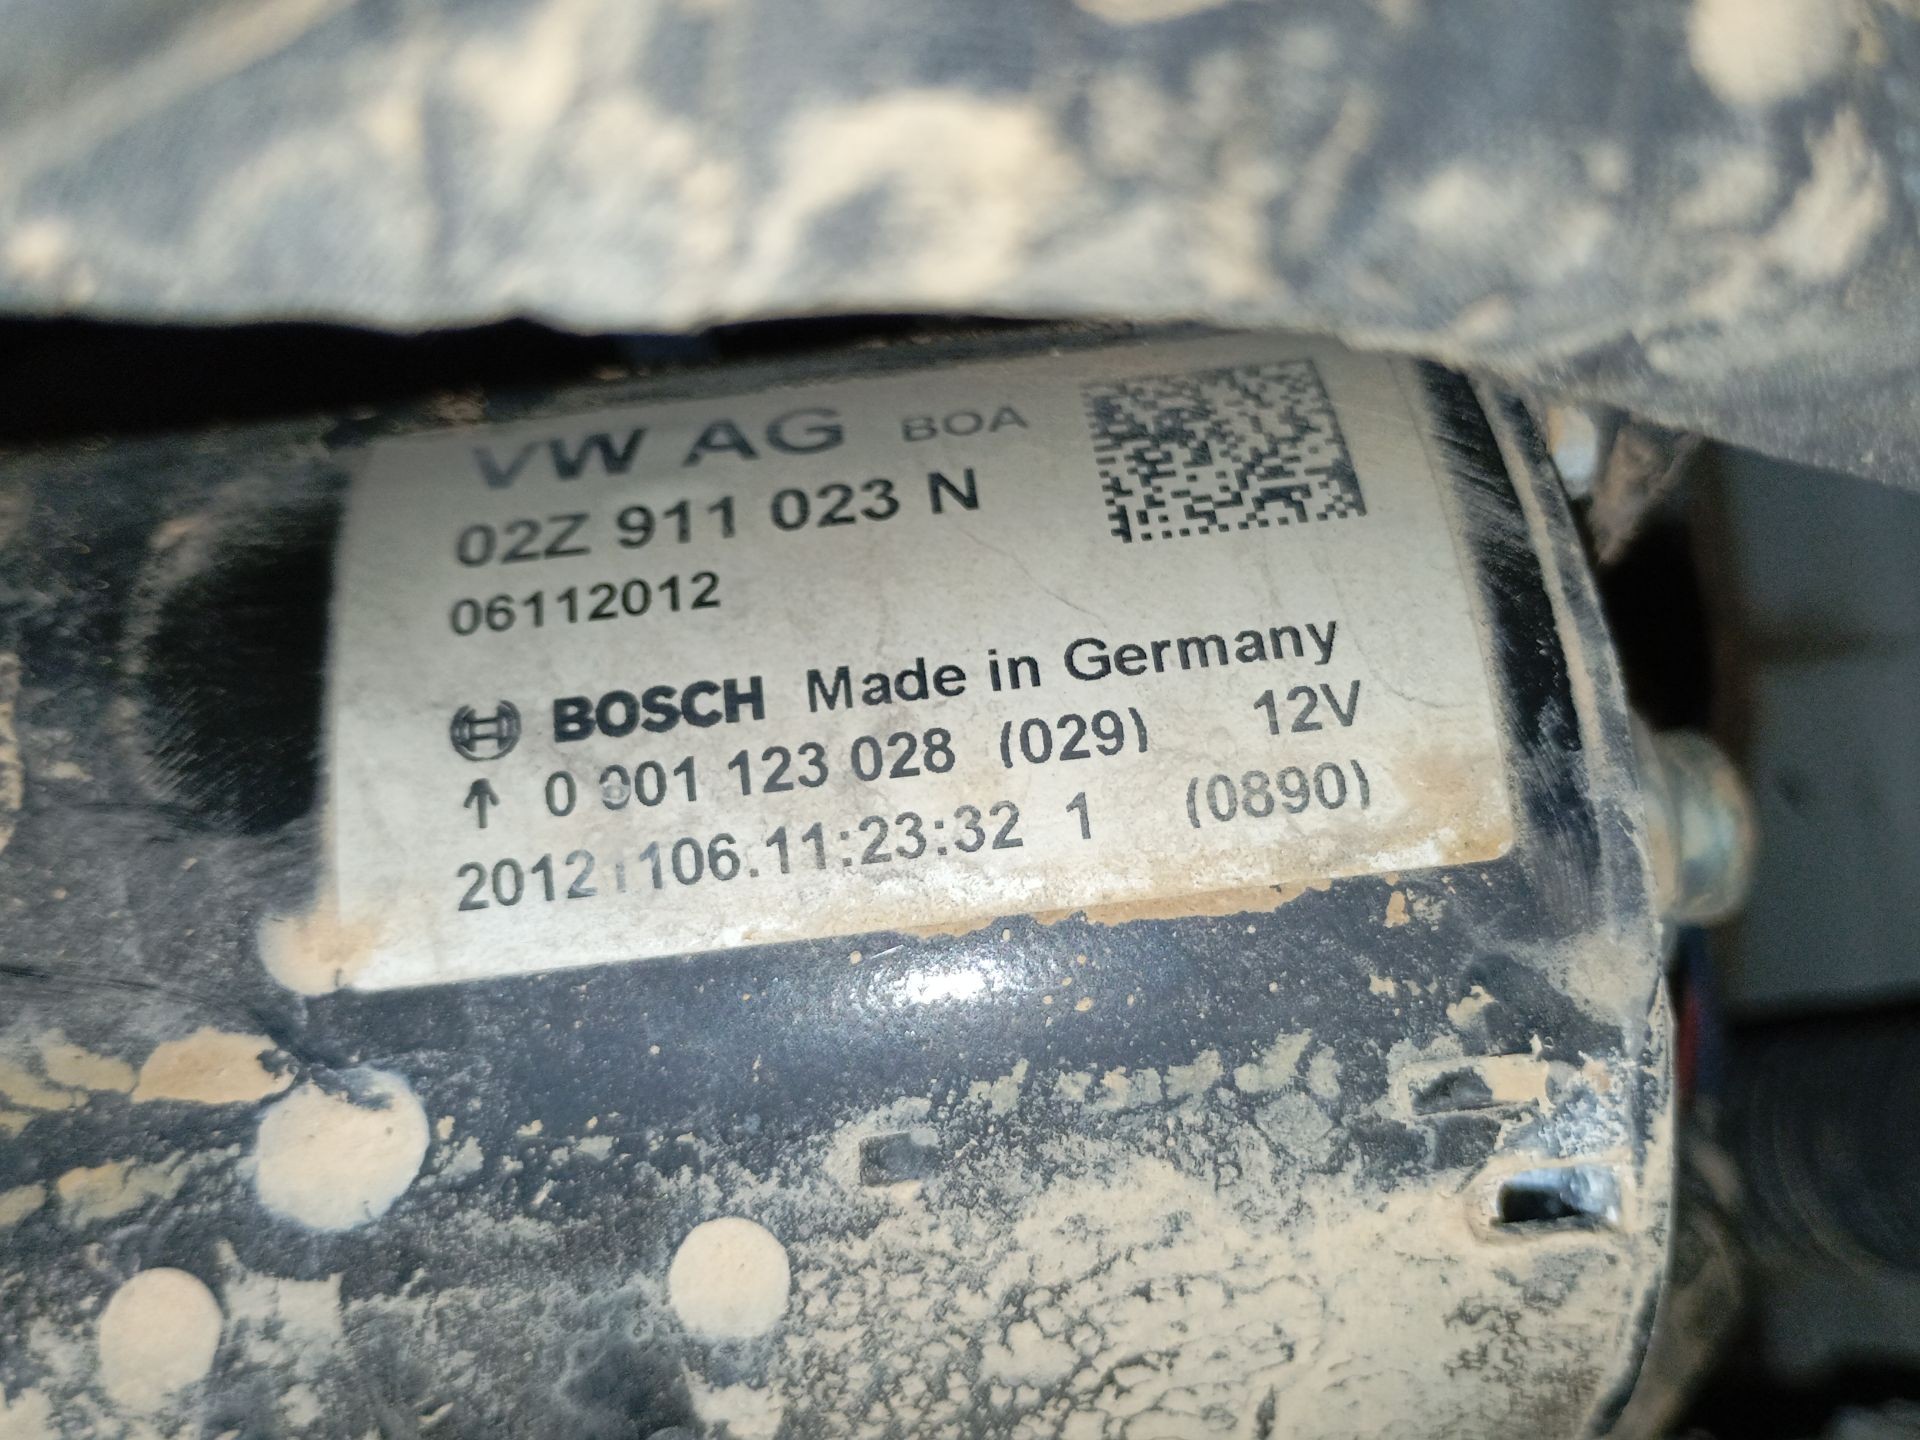 VW AG BOA
02Z 911 023 N
06112012
BOSCH Made in Germany
↑ 0 001 123 028 (029) 12V
20121106.11:23:32 1 (0890)